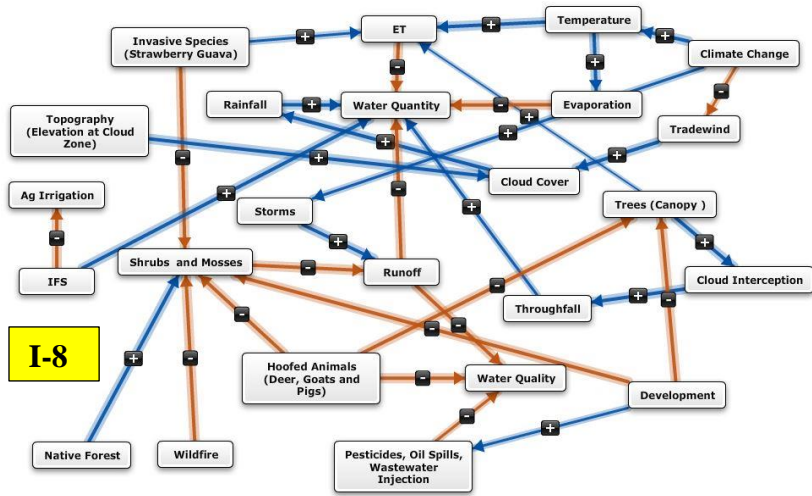 Temperature
ET
Invasive Species
(Strawberry Guava)
+
+
+
Climate Change
-
+
-
Rainfall
+
Water Quantity
-
Evaporation
Topography
(Elevation at Cloud
Zone)
+
+
Tradewind
+
+
-
+
Cloud Cover
Ag Irrigation
+
Storms
+
Trees (Canopy )
-
-
+
+
Shrubs and Mosses
-
Runoff
-
Cloud Interception
IFS
Throughfall
+
-
-
-
-
I-8
+
-
Hoofed Animals
(Deer, Goats and
Pigs)
-
Water Quality
Development
-
+
Native Forest
Wildfire
Pesticides, Oil Spills,
Wastewater
Injection